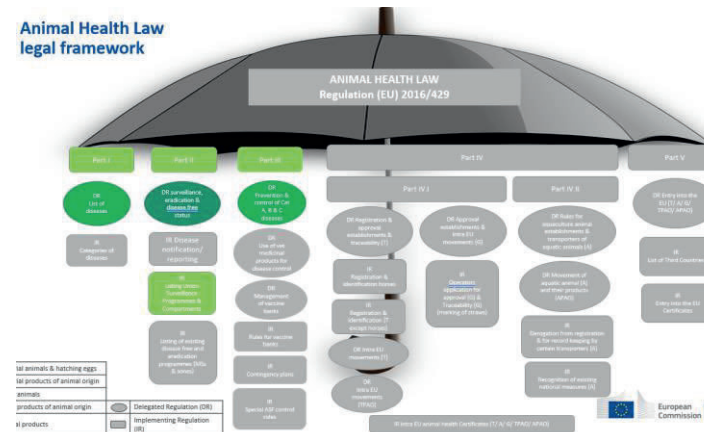 Animal Health Law
legal framework
ANIMAL HEALTH LAW
Regulation (EU) 2016/429
Part I
Part II
Part III
Part IV
Part V
Part IV I
Part IV II
DR
List of
diseases
IR
Categories of
diseases
DR surveillance,
eradication &
disease free
status
IR Disease
notification/
reporting
IR
Listing Union
Surveillance
Programme &
Compartments
IR
Listing of existing
disease free and
eradication
programmes (MSs
& zones)
DR
Prevention &
control of Cat
A, B & C
diseases
DR
Use of vet
medicinal
products for
disease control
DR
Management
of vaccine
banks
IR
Rules for vaccine
banks
IR
Contingency plans
IR
Special ASF control
rules
DR Registration &
approval
establishments &
traceability (T)
IR
Registration &
identification horses
IR
Registration &
identification (T
except horses)
DR Intra EU
movements (T)
DR
Intra EU
movements
(TPAO)
DR Approval
establishments &
intra EU
movement (G)
IR
Operators
application for
approval (G) &
Traceability (G)
(marking of straws)
DR Rules for
aquaculture animal
establishments &
transporters of
aquatic animals (A)
DR Movement of
aquatic animal (A)
and their products
(APAO)
IR
Derogation from registration
& for record keeping by
certain transporters (A)
IR
Recognition of existing
national measures (A)
DR Entry into the
EU (T/ A/ G/
TPAO/ APAO)
IR
List of Third Countries
IR
Entry into the EU
Certificates
IR Intra EU animal Health Certificates (T/ A/ G/ TPAO/ APAO)
animals & hatching eggs
products of animal origin
animals
products of animal origin
products
Delegated Regulation (DR)
Implementing Regulation
(IR)
European
Commission